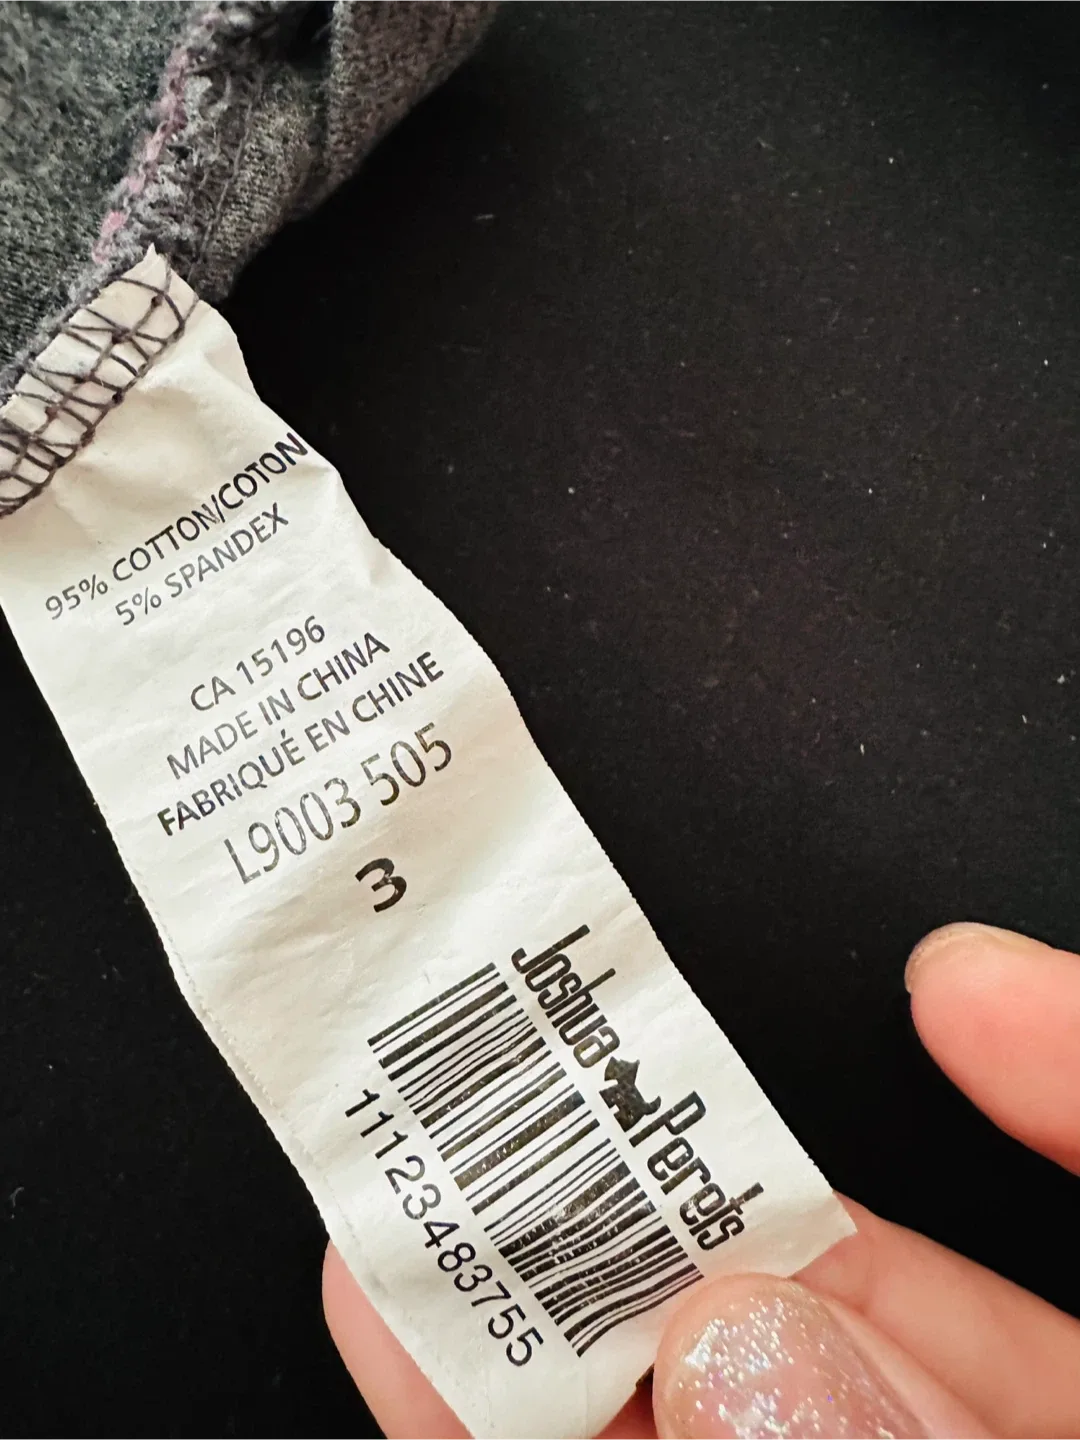 95% COTTON/COTON
5% SPANDEX
CA 15196
MADE IN CHINA
FABRIQUÉ EN CHINE
L9003 505
3
Joshua Perets
11123483755